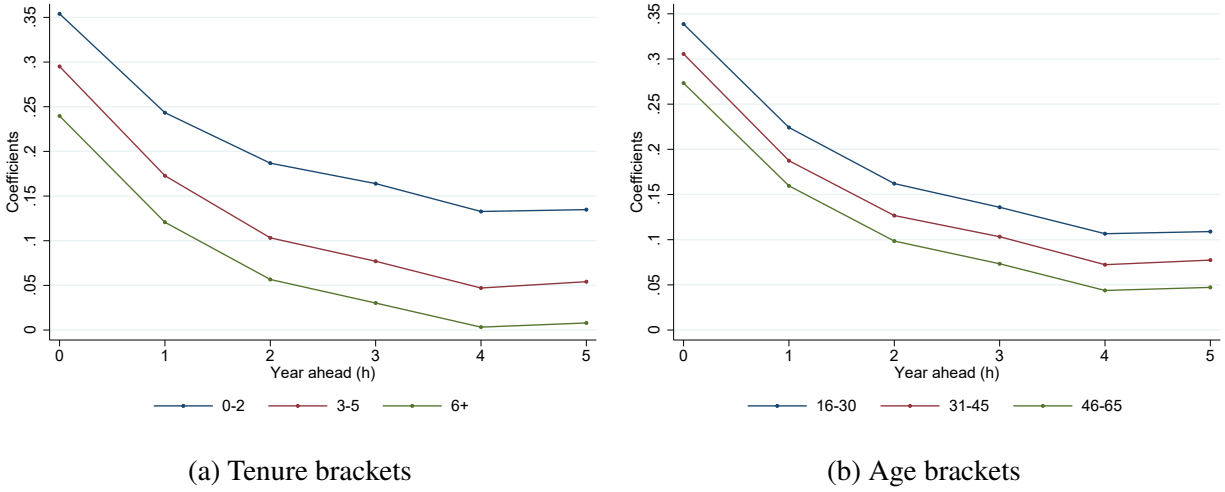 Coefficients
.35
.3
.25
.2
.15
.1
.05
0
0 1 2 3 4 5
Year ahead (h)
0-2 3-5 6+
(a) Tenure brackets
Coefficients
.35
.3
.25
.2
.15
.1
.05
0
0 1 2 3 4 5
Year ahead (h)
16-30 31-45 46-65
(b) Age brackets